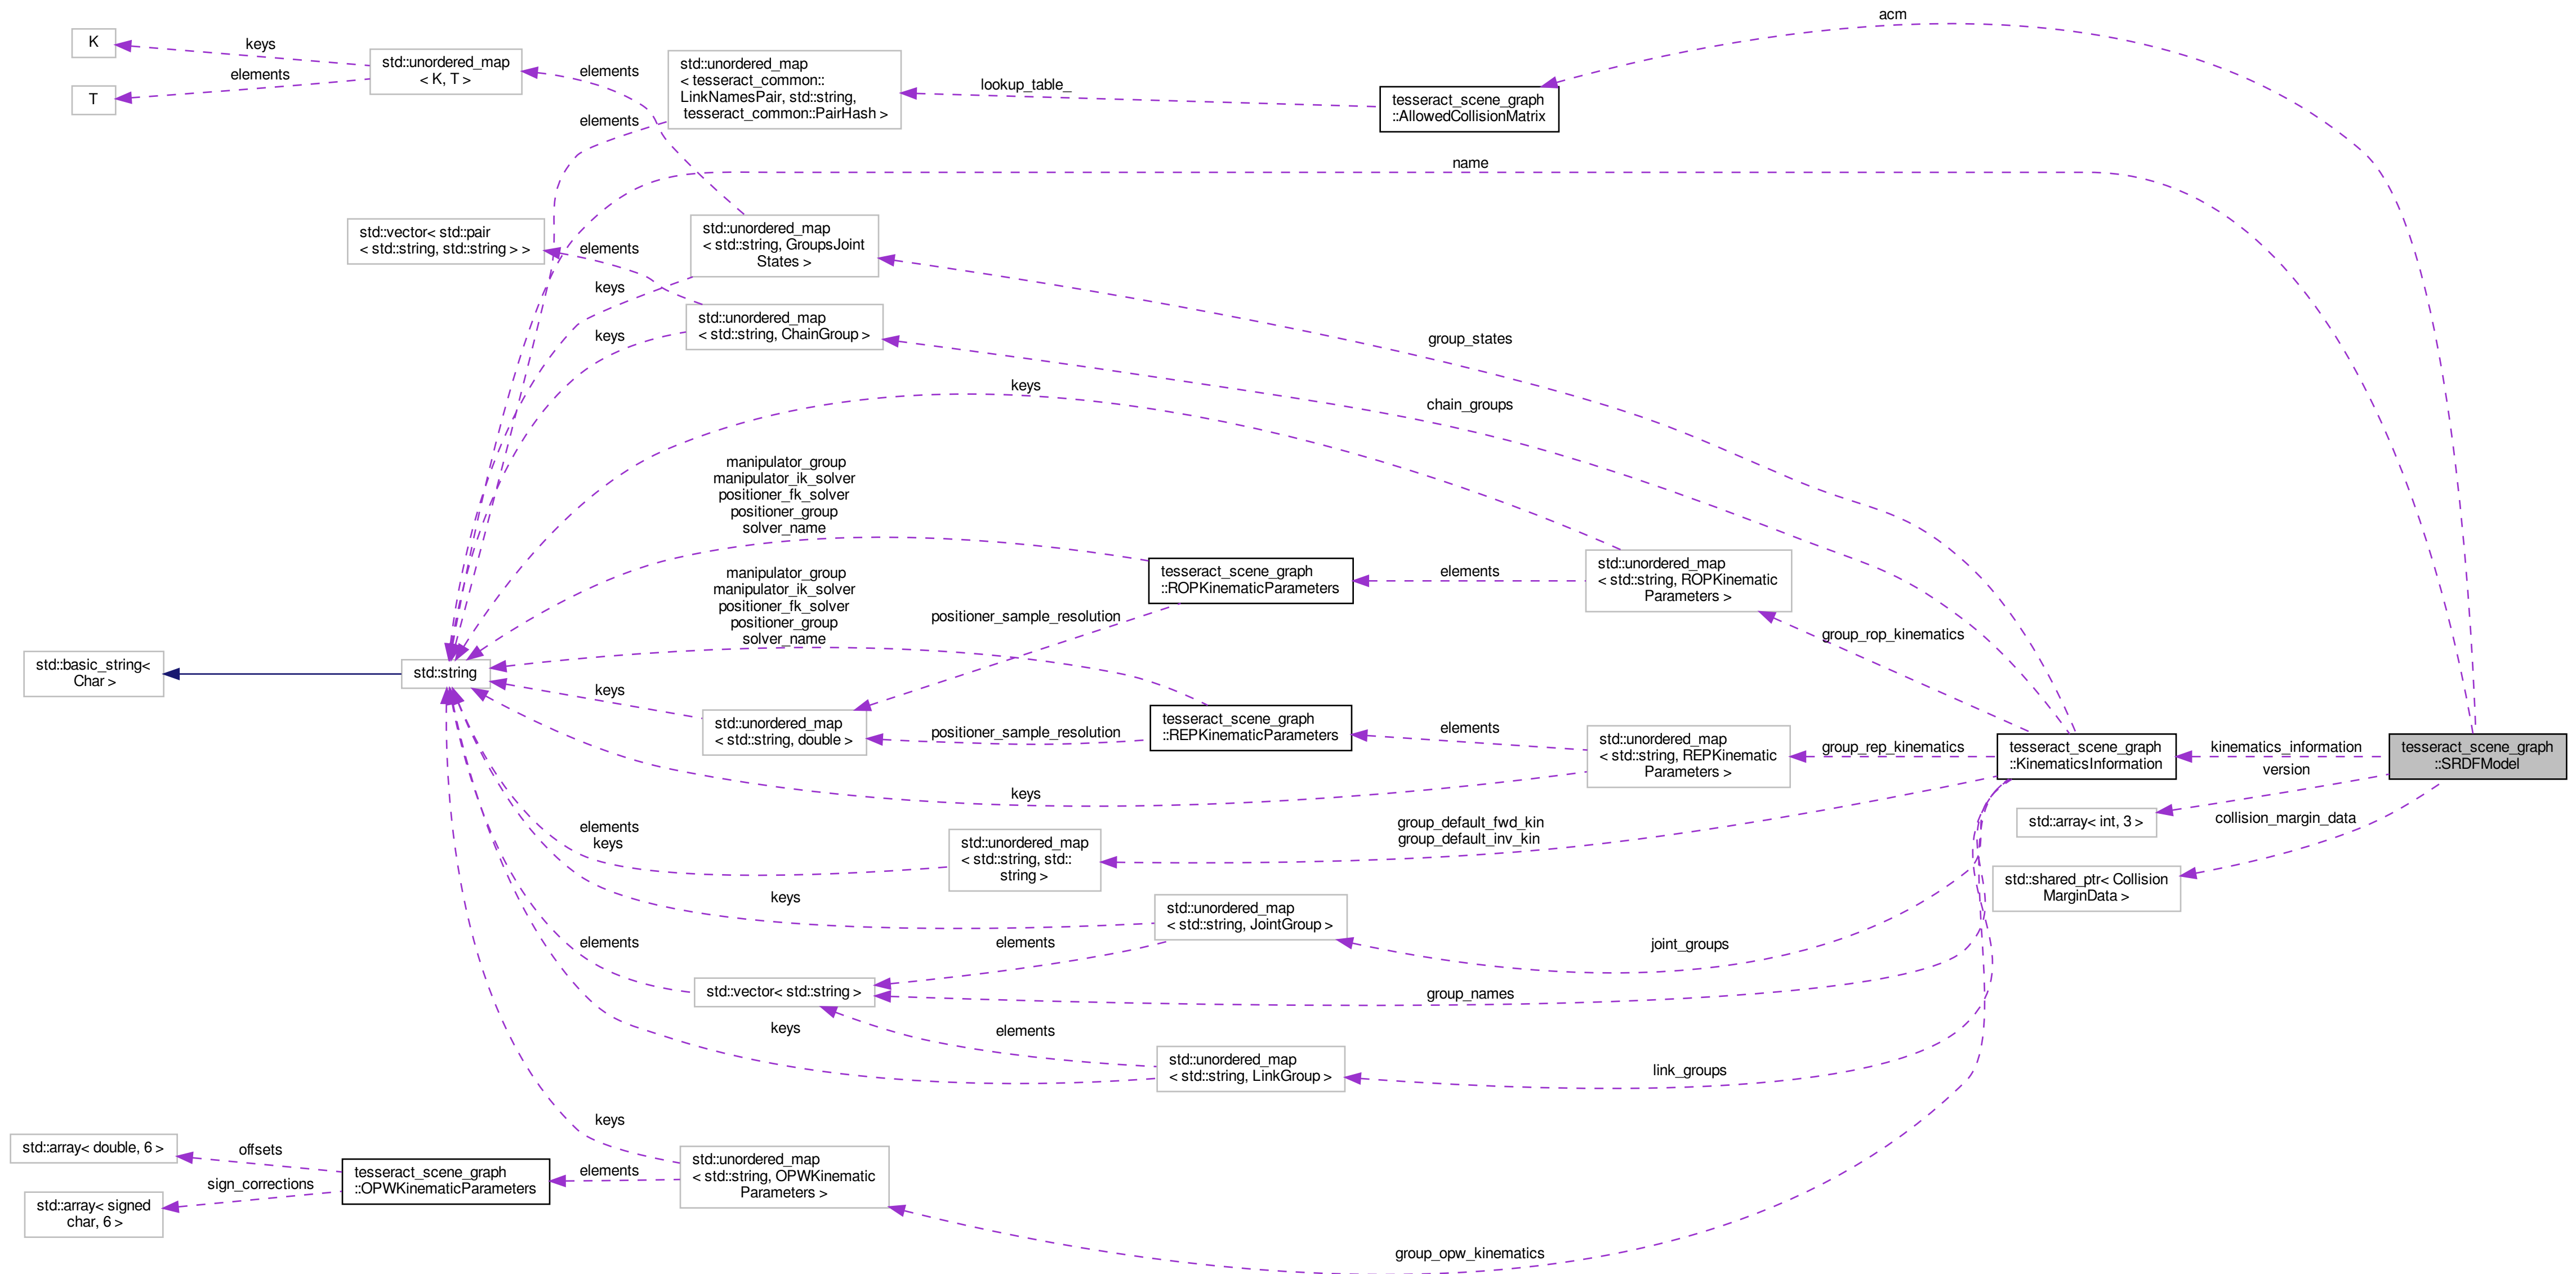 acm
K
keys
std::unordered_map
< K, T >
elements
T
elements
std::unordered_map
< tesseract_common::
LinkNamesPair, std::string,
tesseract_common::PairHash >
lookup_table_
tesseract_scene_graph
::AllowedCollisionMatrix
elements
name
std::vector< std::pair
< std::string, std::string > >
elements
std::unordered_map
< std::string, GroupsJoint
States >
keys
std::unordered_map
< std::string, ChainGroup >
keys
group_states
keys
chain_groups
manipulator_group
manipulator_ik_solver
positioner_fk_solver
positioner_group
solver_name
tesseract_scene_graph
::ROPKinematicParameters
elements
std::unordered_map
< std::string, ROPKinematic
Parameters >
manipulator_group
manipulator_ik_solver
positioner_fk_solver
positioner_group
solver_name
positioner_sample_resolution
group_rop_kinematics
std::basic_string<
Char >
std::string
keys
std::unordered_map
< std::string, double >
positioner_sample_resolution
tesseract_scene_graph
::REPKinematicParameters
elements
std::unordered_map
< std::string, REPKinematic
Parameters >
group_rep_kinematics
tesseract_scene_graph
::KinematicsInformation
kinematics_information
tesseract_scene_graph
::SRDFModel
version
keys
std::array< int, 3 >
collision_margin_data
elements
keys
std::unordered_map
< std::string, std::
string >
group_default_fwd_kin
group_default_inv_kin
std::shared_ptr< Collision
MarginData >
keys
std::unordered_map
< std::string, JointGroup >
elements
elements
joint_groups
std::vector< std::string >
group_names
keys
elements
std::unordered_map
< std::string, LinkGroup >
link_groups
keys
std::array< double, 6 >
offsets
tesseract_scene_graph
::OPWKinematicParameters
elements
std::unordered_map
< std::string, OPWKinematic
Parameters >
sign_corrections
std::array< signed
char, 6 >
group_opw_kinematics